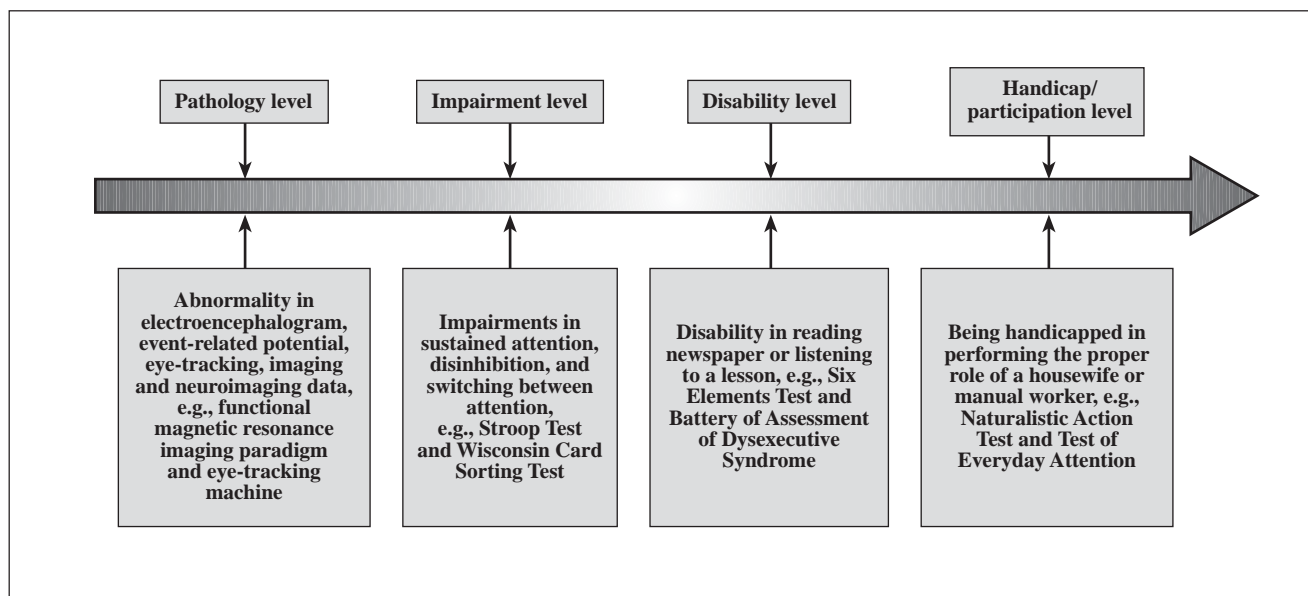 Pathology level
Impairment level
Disability level
Handicap/
participation level
Abnormality in
electroencephalogram,
event-related potential,
eye-tracking, imaging
and neuroimaging data,
e.g., functional
magnetic resonance
imaging paradigm
and eye-tracking
machine
Impairments in
sustained attention,
disinhibition, and
switching between
attention,
e.g., Stroop Test
and Wisconsin Card
Sorting Test
Disability in reading
newspaper or listening
to a lesson, e.g., Six
Elements Test and
Battery of Assessment
of Dysexecutive
Syndrome
Being handicapped in
performing the proper
role of a housewife or
manual worker, e.g.,
Naturalistic Action
Test and Test of
Everyday Attention